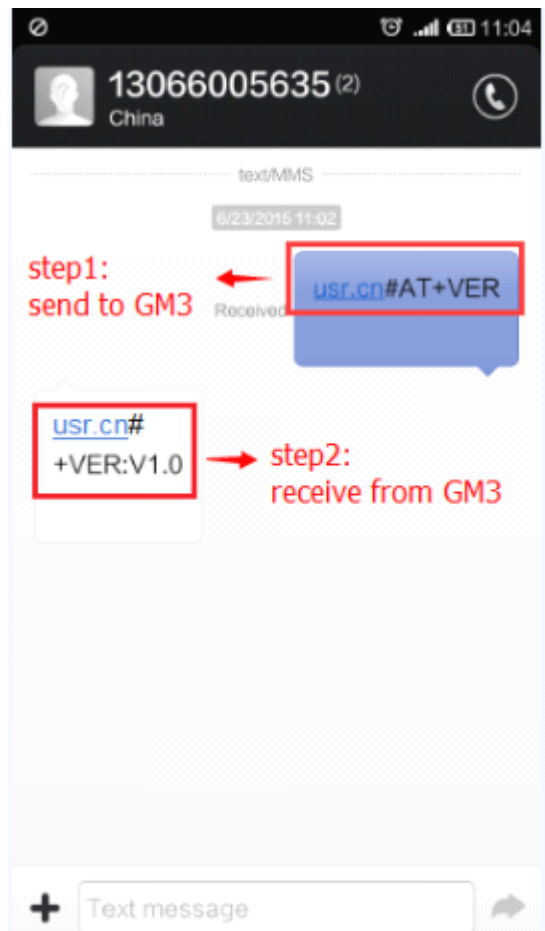 51 11:04
13066005635 (2)
China
text/MMS
6/23/2015 11:02
step1:
send to GM3
Received
usr.cn#AT+VER
usr.cn#
+VER:V1.0
step2:
receive from GM3
Text message